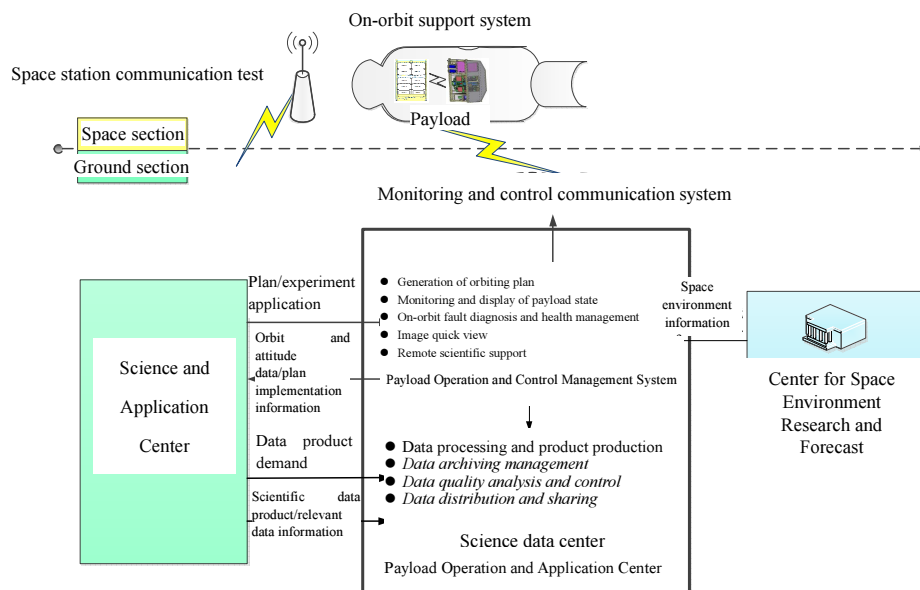 On-orbit support system
Space station communication test
Payload
Space section
Ground section
Monitoring and control communication system
Plan/experiment
application
Orbit and
attitude
data/plan
implementation
information
Data product
demand
Scientific data
product/relevant
data information
Science and
Application
Center
● Generation of orbiting plan
● Monitoring and display of payload state
● On-orbit fault diagnosis and health management
● Image quick view
● Remote scientific support
Payload Operation and Control Management System
● Data processing and product production
● Data archiving management
● Data quality analysis and control
● Data distribution and sharing
Science data center
Payload Operation and Application Center
Space
environment
information
Center for Space
Environment
Research and
Forecast